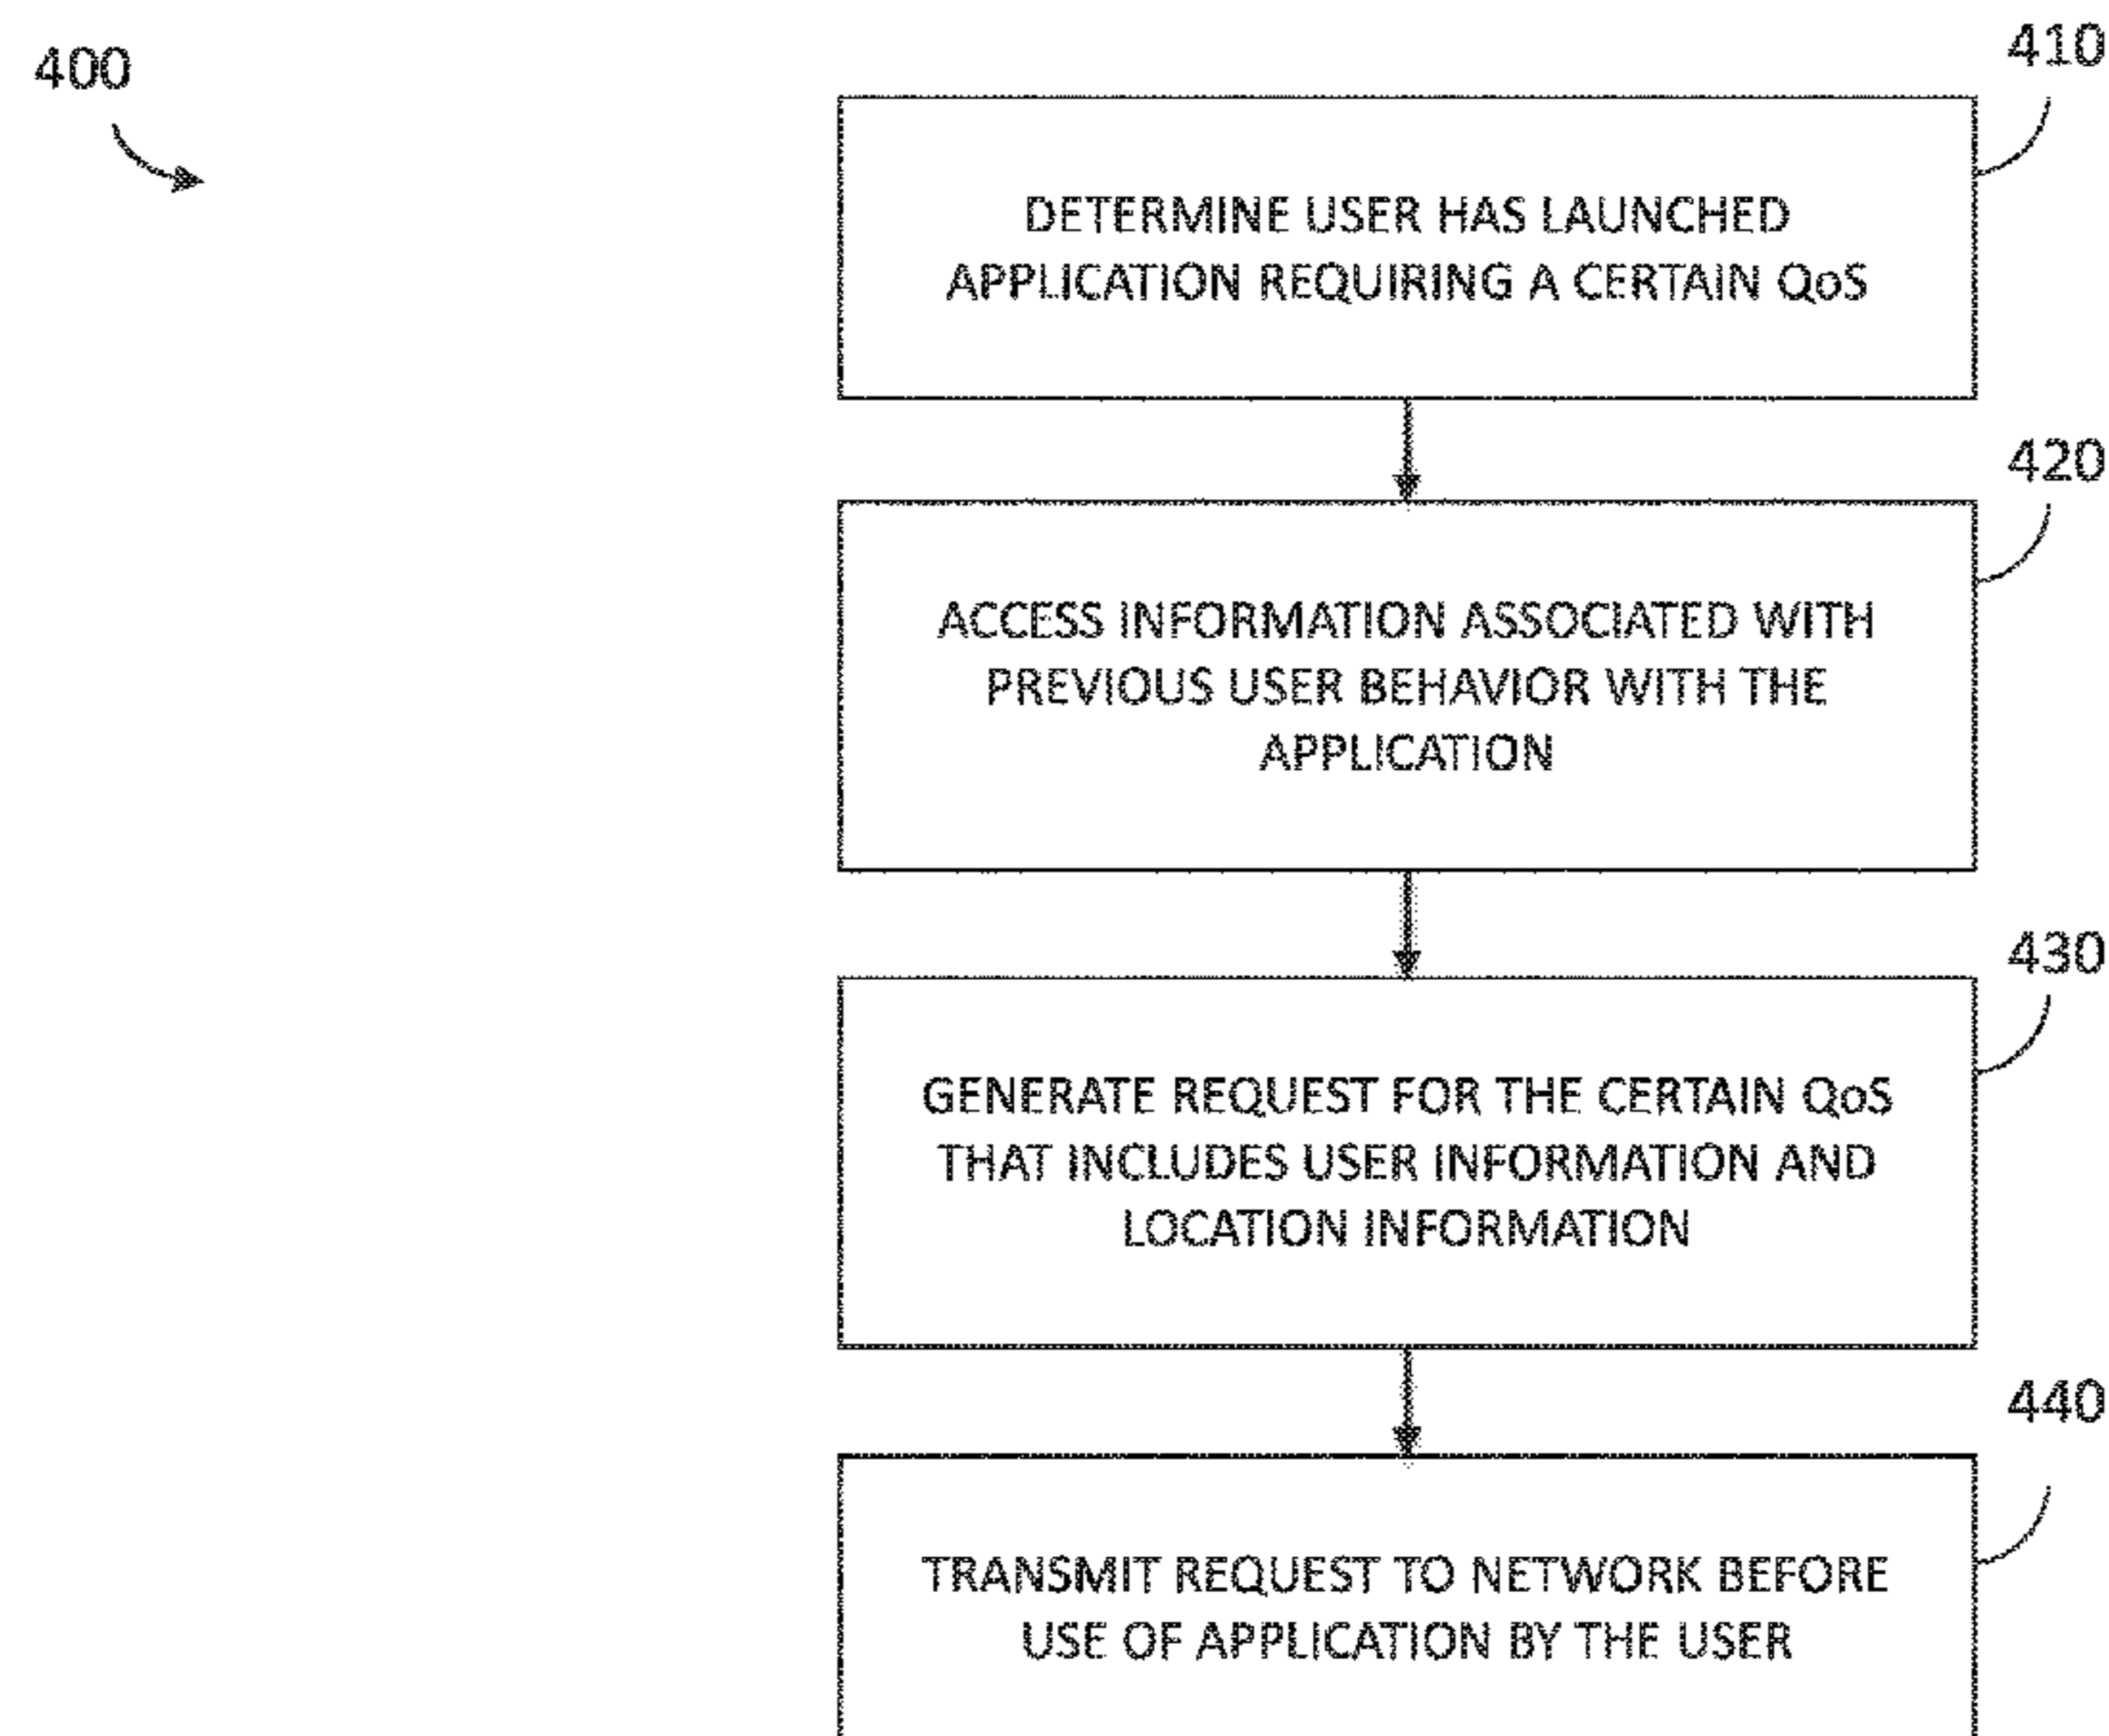 400
410
DETERMINE USER HAS LAUNCHED
APPLICATION REQUIRING A CERTAIN QoS
420
ACCESS INFORMATION ASSOCIATED WITH
PREVIOUS USER BEHAVIOR WITH THE
APPLICATION
430
GENERATE REQUEST FOR THE CERTAIN QoS
THAT INCLUDES USER INFORMATION AND
LOCATION INFORMATION
440
TRANSMIT REQUEST TO NETWORK BEFORE
USE OF APPLICATION BY THE USER